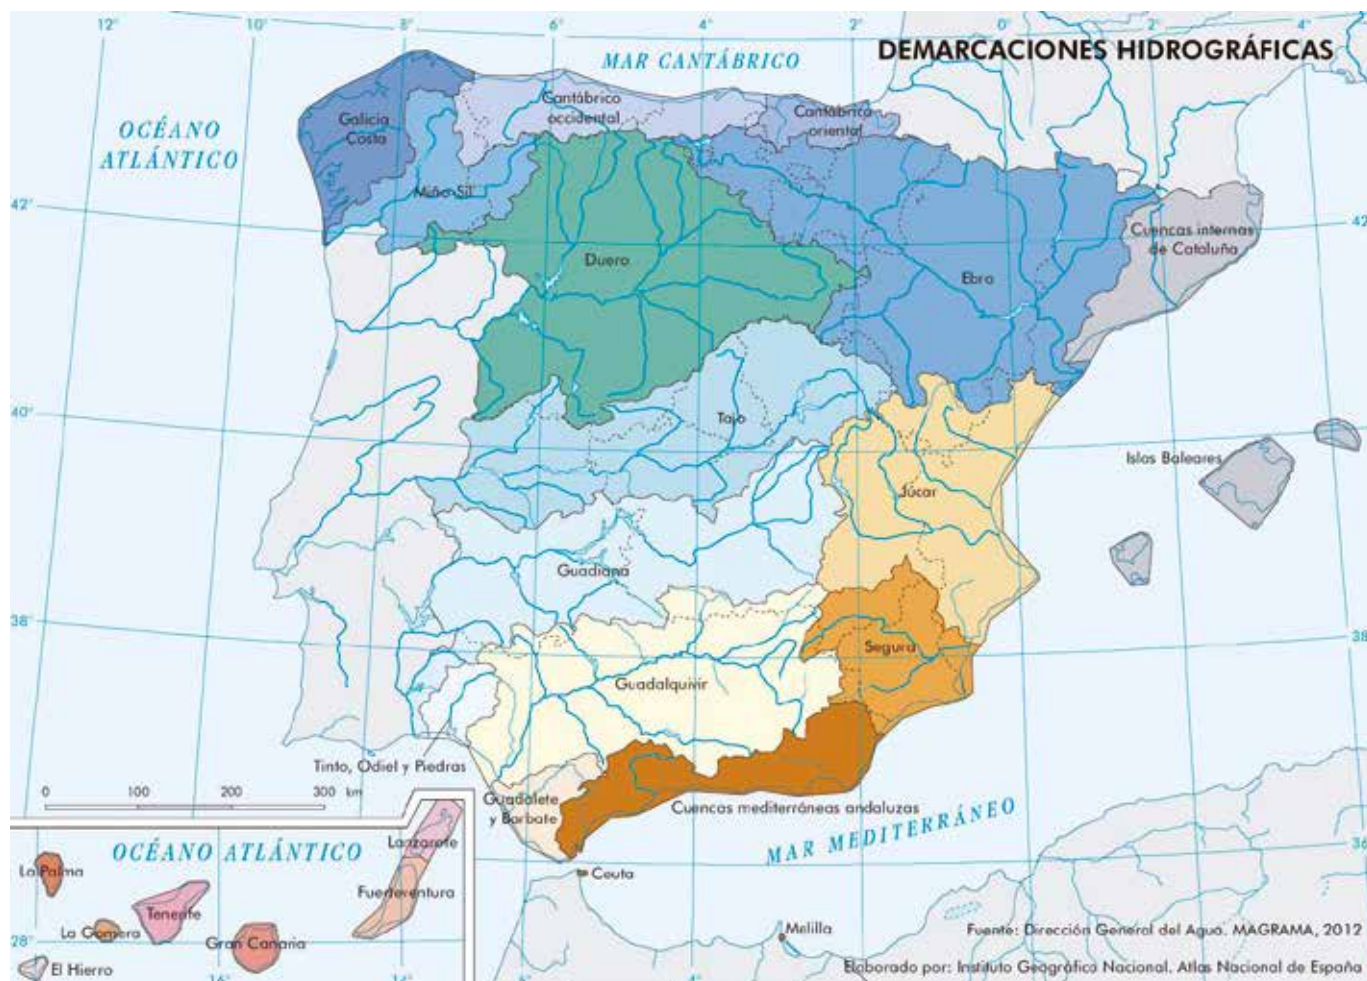 12°
10°
8°
6°
4°
2°
0°
2°
4°
DEMARCACIONES HIDROGRÁFICAS
MAR CANTÁBRICO
OCÉANO
ATLÁNTICO
Galicia
Costa
Cantábrico
occidental
Cantábrico
oriental
Miño-Sil
42°
42
Cuencas internas
de Cataluña
Duero
Ebro
40°
Tajo
Islas Baleares
Júcar
Guadiana
38°
38
Segura
Guadalquivir
Tinto, Odiel y Piedras
0
100
200
300
km
Guadalete
y Barbate
Cuencas mediterráneas andaluzas
MAR MEDITERRÁNEO
OCÉANO ATLÁNTICO
Lanzarote
36
La Palma
Ceuta
Fuerteventura
Tenerife
La Gomera
Gran Canaria
Melilla
28°
Fuente: Dirección General del Agua. MAGRAMA, 2012
El Hierro
16°
14°
Elaborado por: Instituto Geográfico Nacional. Atlas Nacional de España